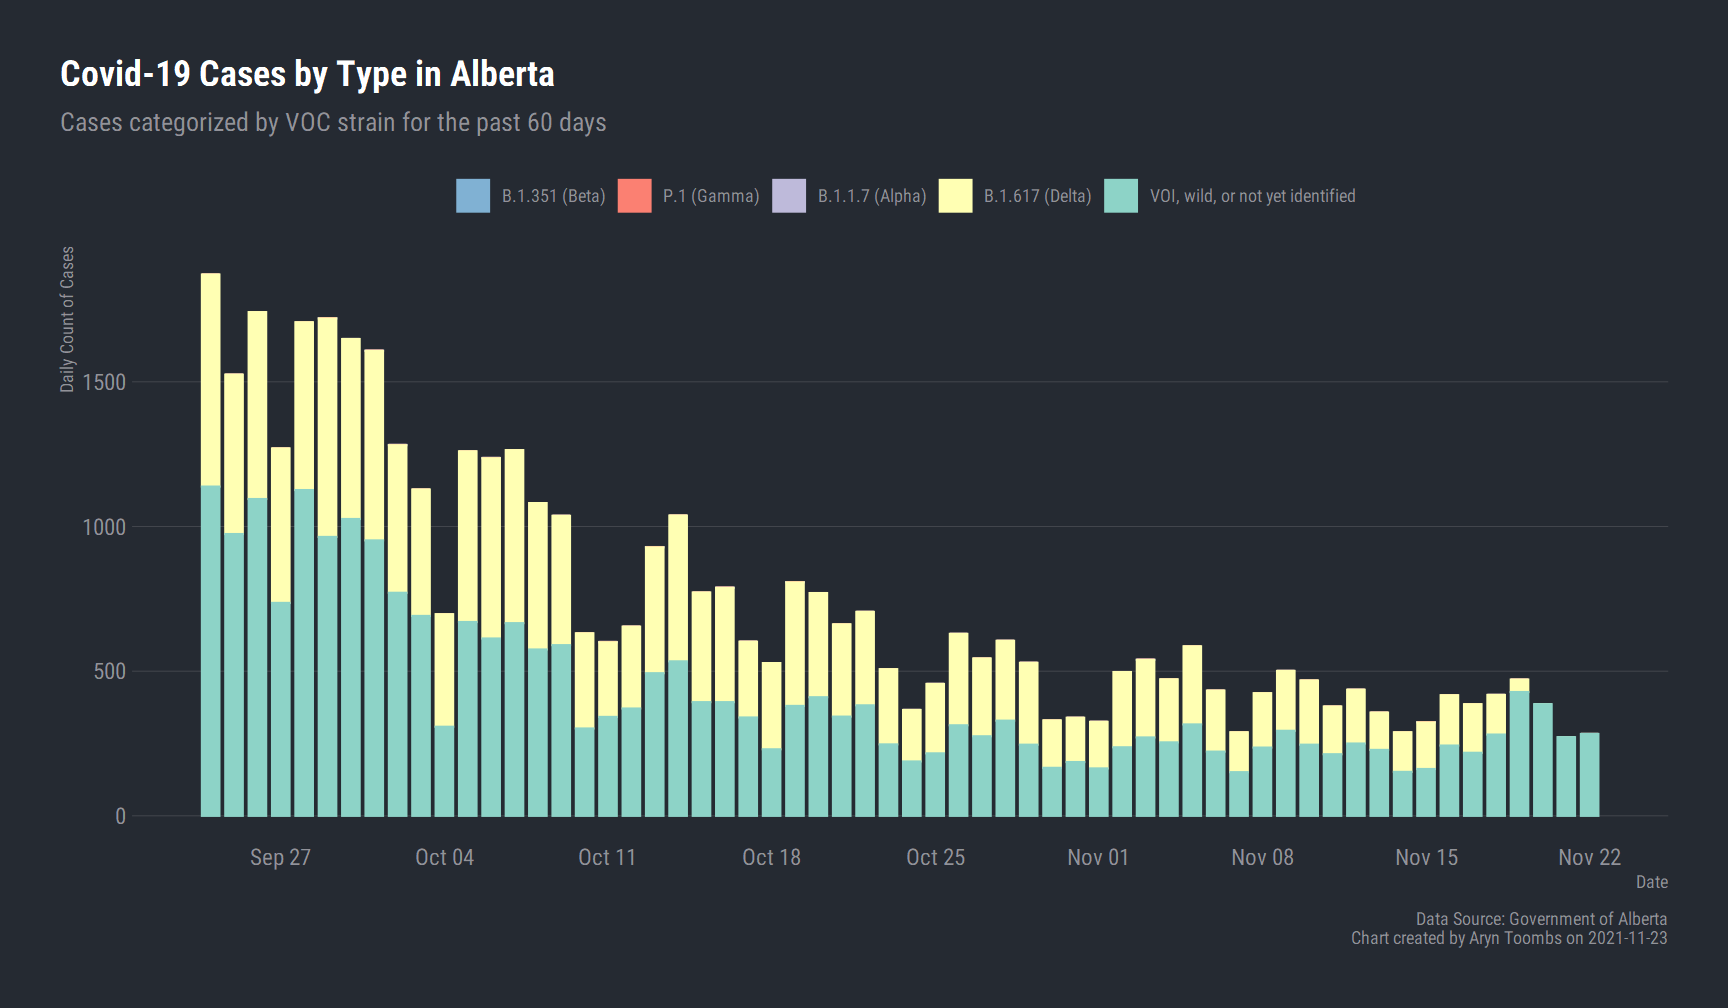 Covid-19 Cases by Type in Alberta
Cases categorized by VOC strain for the past 60 days
B.1.351 (Beta) P.1 (Gamma) B.1.1.7 (Alpha) B.1.617 (Delta) VOI, wild, or not yet identified
Daily Count of Cases
1500
1000
500
0
Sep 27 Oct 04 Oct 11 Oct 18 Oct 25 Nov 01 Nov 08 Nov 15 Nov 22
Date
Data Source: Government of Alberta
Chart created by Aryn Toombs on 2021-11-23